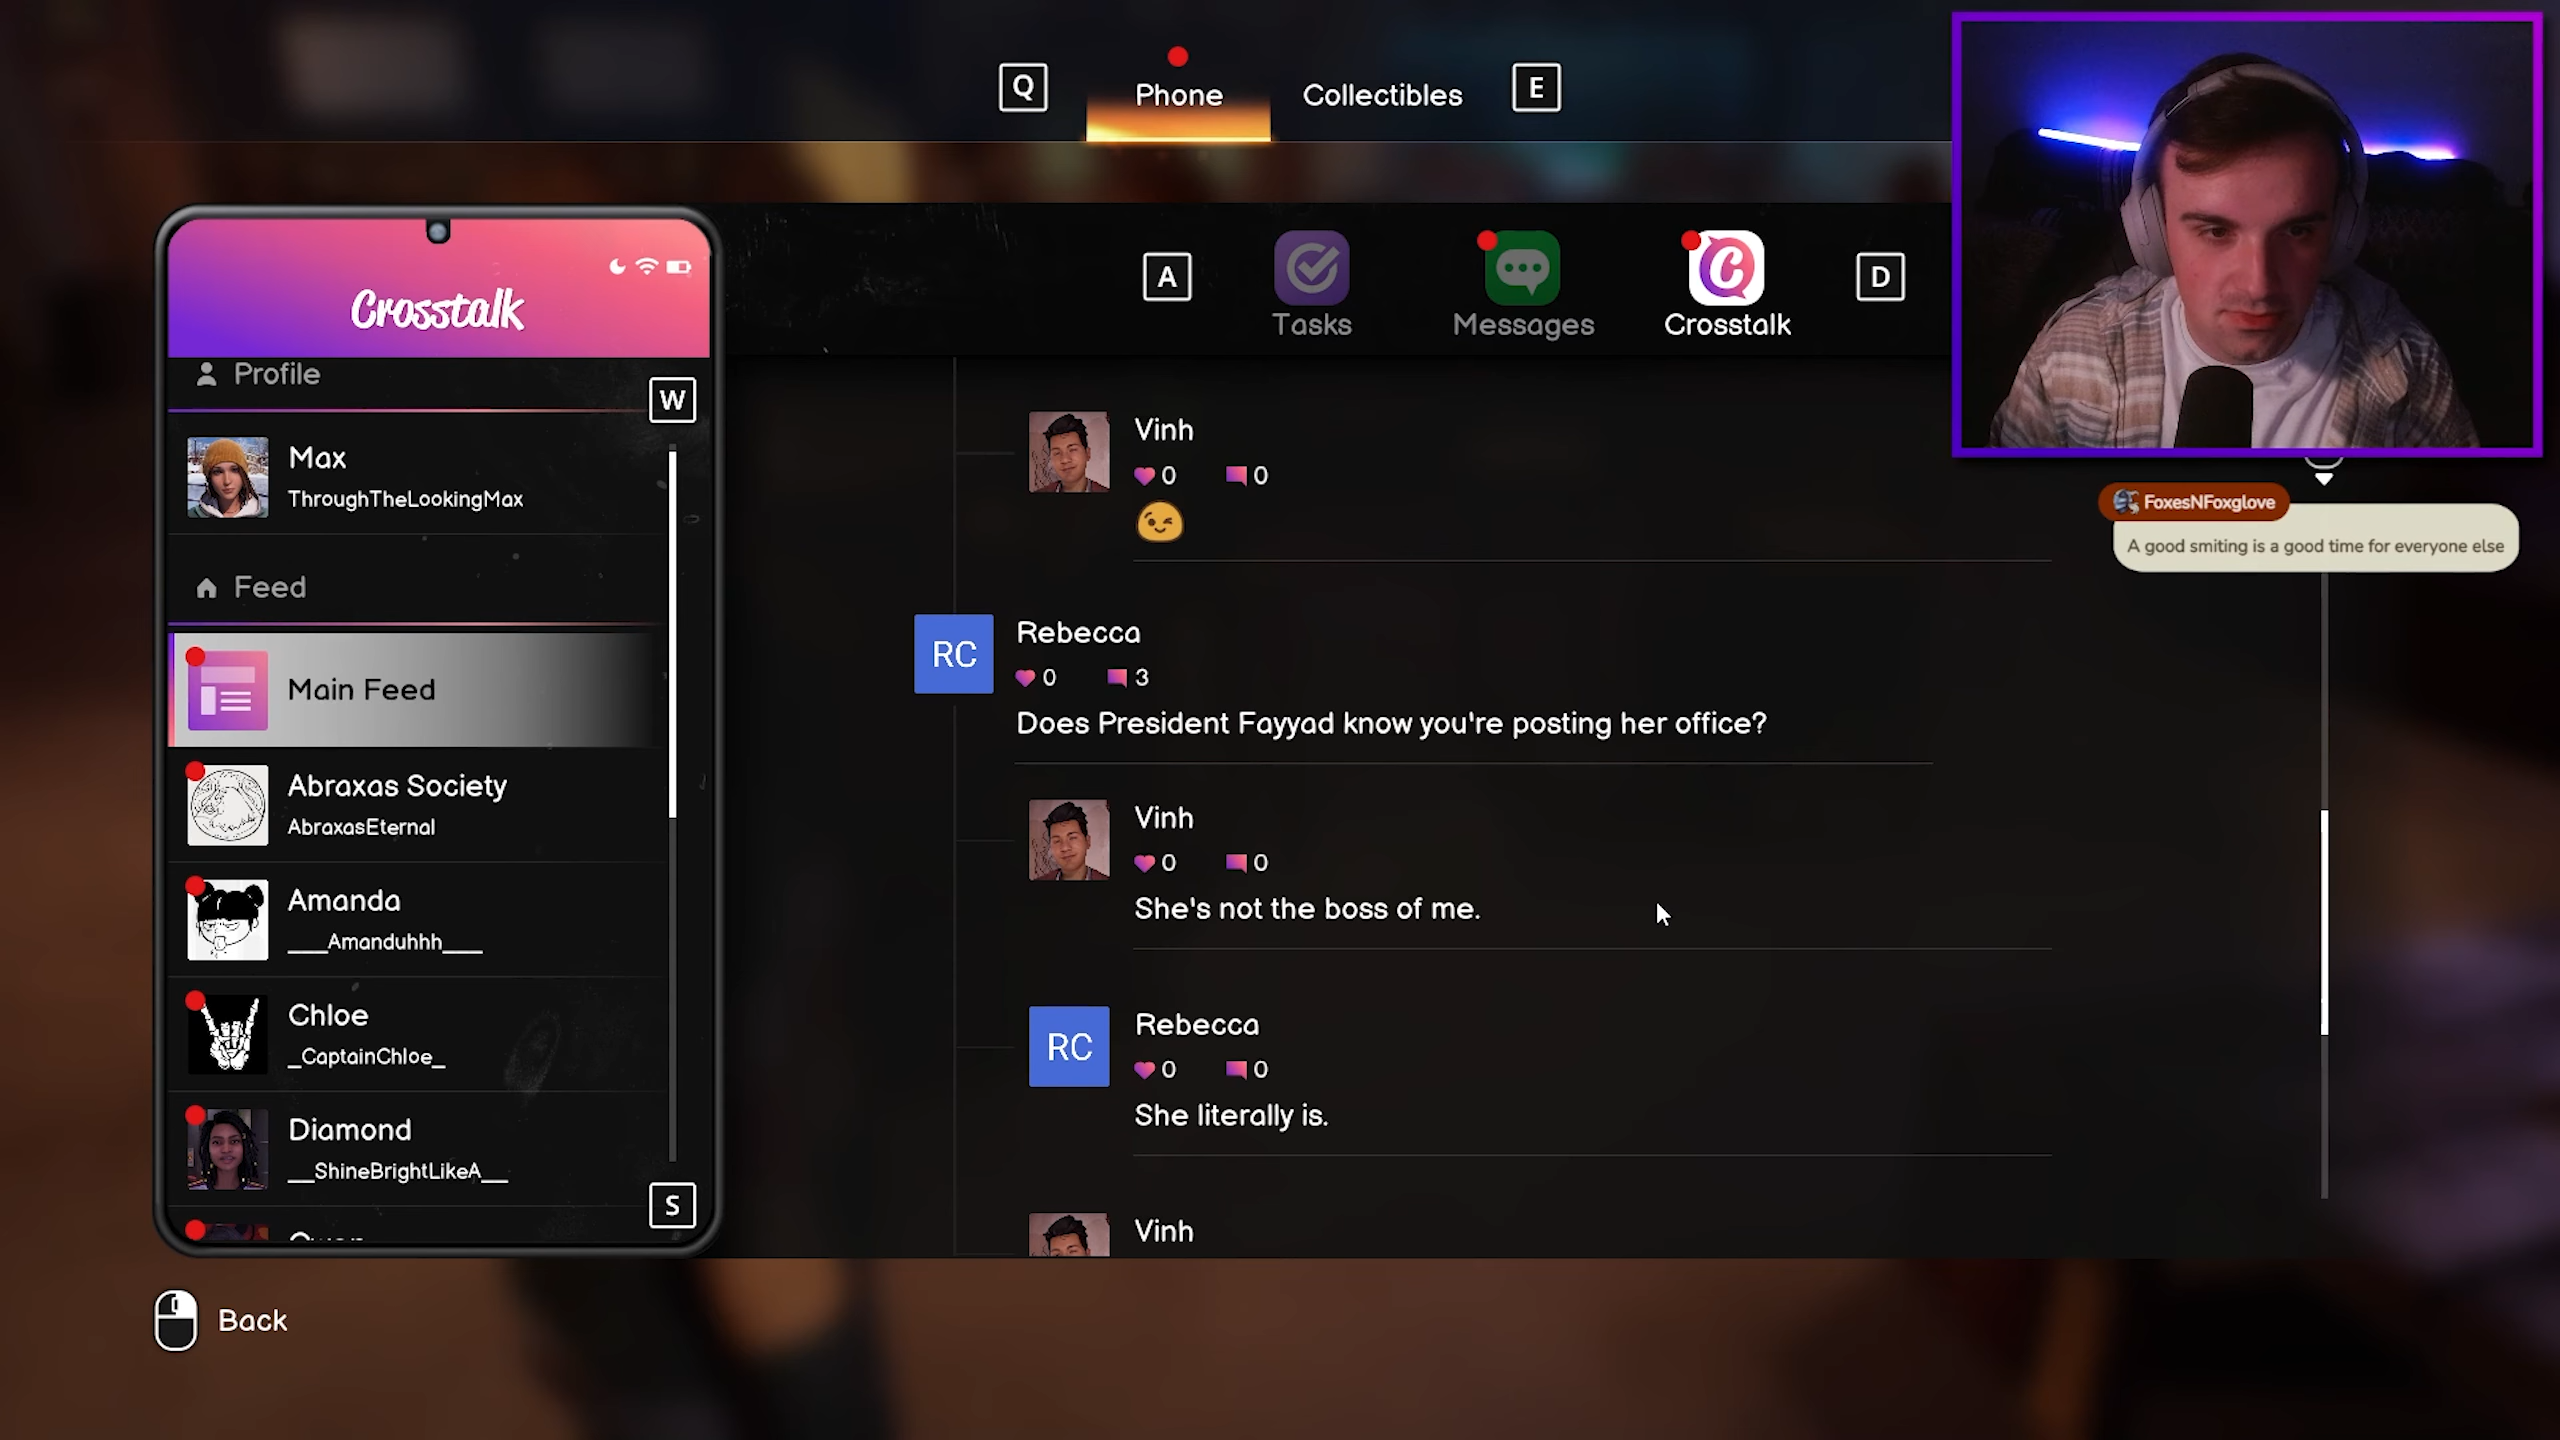 Q
Phone
Collectibles
E
Crosstalk
Profile
W
Max
ThroughTheLookingMax
Feed
Main Feed
Abraxas Society
AbraxasEternal
Amanda
___Amanduhhh___
Chloe
_CaptainChloe_
Diamond
__ShineBrightLikeA__
S
Back
A
Tasks
Messages
Crosstalk
D
Vinh
0 0
RC
Rebecca
0 3
Does President Fayyad know you're posting her office?
Vinh
0 0
She's not the boss of me.
RC
Rebecca
0 0
She literally is.
Vinh
FoxesNFoxglove
A good smiting is a good time for everyone else